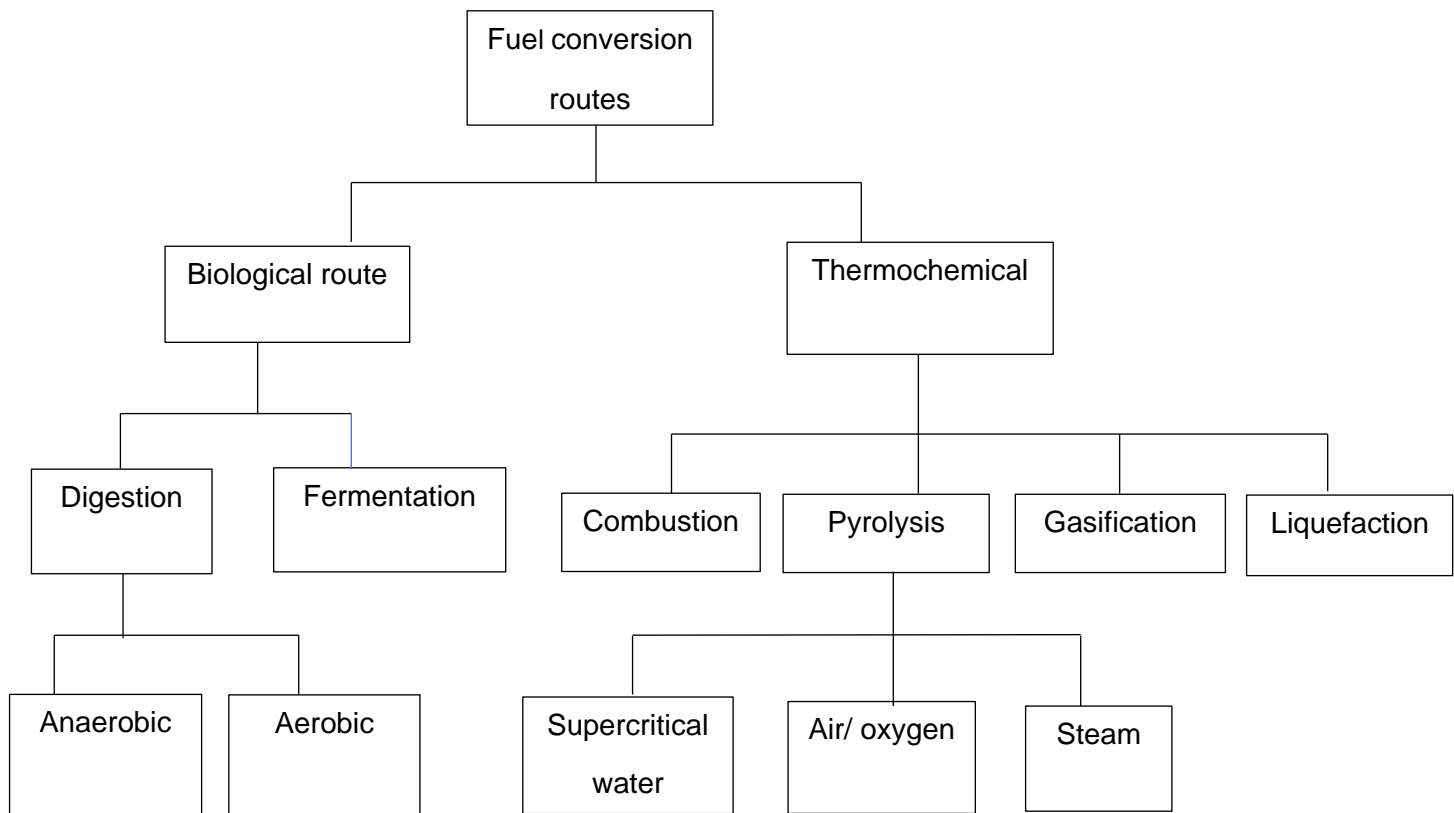 Fuel conversion
routes
Biological route
Thermochemical
Digestion
Fermentation
Combustion
Pyrolysis
Gasification
Liquefaction
Anaerobic
Aerobic
Supercritical
water
Air/ oxygen
Steam